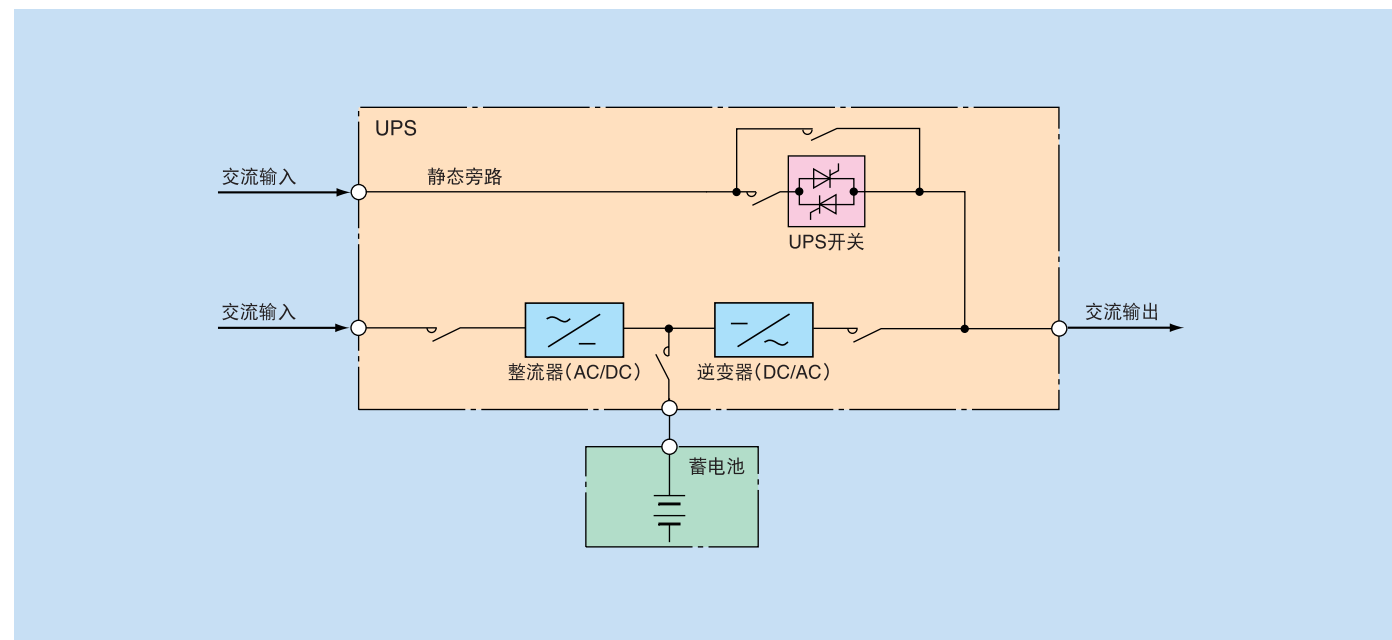 UPS
交流输入
静态旁路
UPS开关
交流输入
交流输出
整流器(AC/DC)
逆变器(DC/AC)
蓄电池